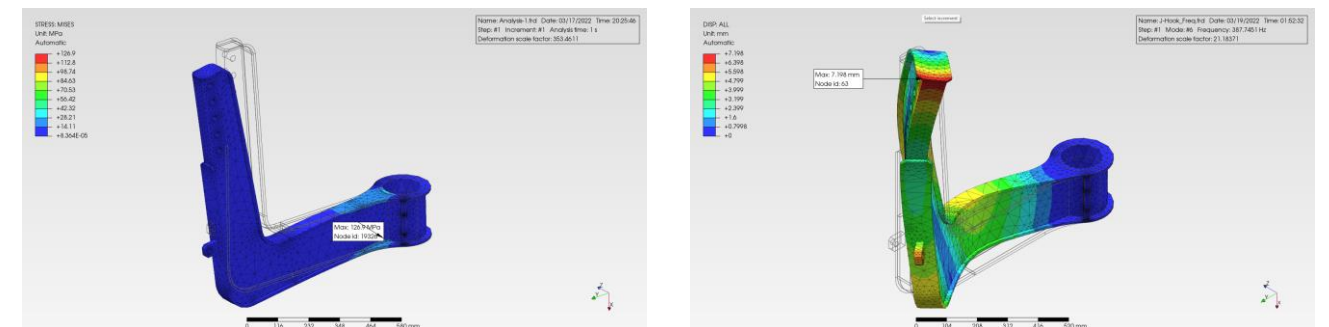 STRESS: MISES
Unit: MPa
Automatic
+126.9
+112.8
+98.74
+84.63
+70.53
+56.42
+42.32
+28.21
+14.11
+8.364E-05
Name: Analysis-1.frd Date: 03/17/2022 Time: 20:25:46
Step: #1 Increment: #1 Analysis time: 1 s
Deformation scale factor: 353.4611
Max: 126.9 MPa
0 116 232 348 464 580 mm
Z
Y
X
DISP: ALL
Unit: mm
Automatic
+7.198
+6.398
+5.598
+4.799
+3.999
+3.199
+2.399
+1.6
+0.7998
+0
Select increment
Name: J-Hook_Freq.frd Date: 03/19/2022 Time: 01:52:32
Step: #1 Mode: #6 Frequency: 387.7451 Hz
Deformation scale factor: 21.18371
Max: 7.198 mm
Node id: 63
0 104 208 312 416 520 mm
Z
Y
X